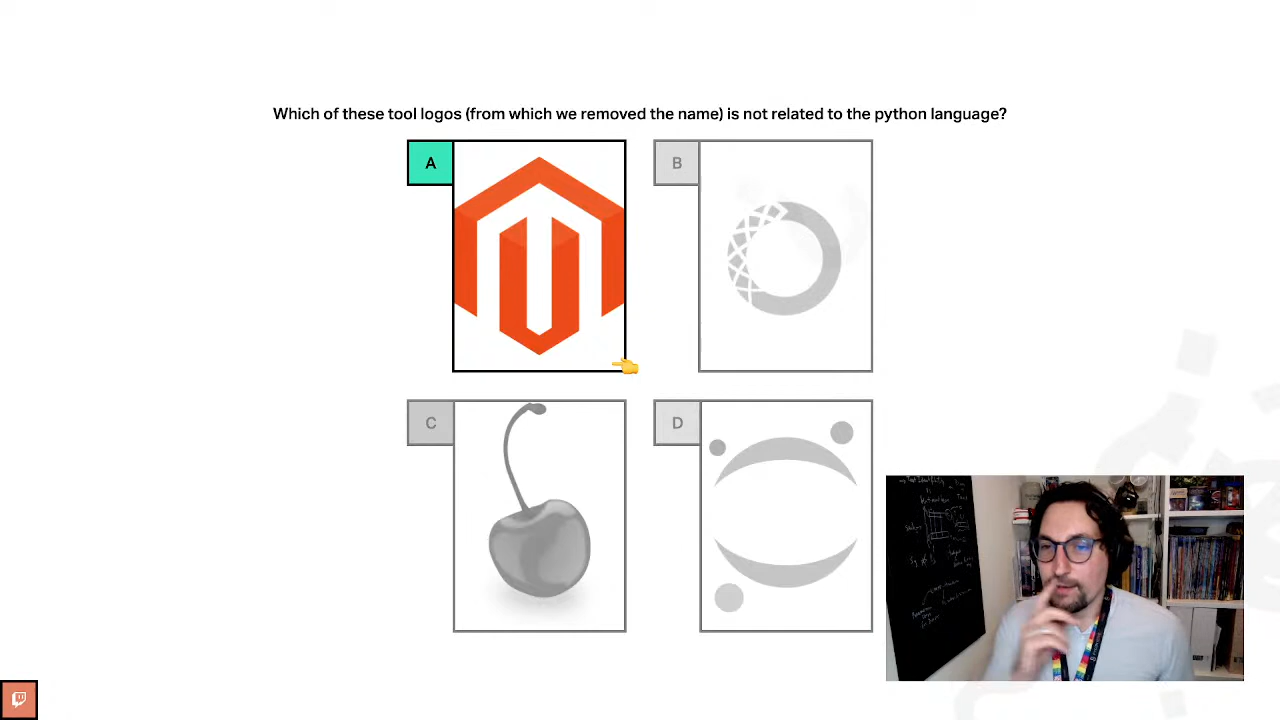 Which of these tool logos (from which we removed the name) is not related to the python language?
A
B
C
D